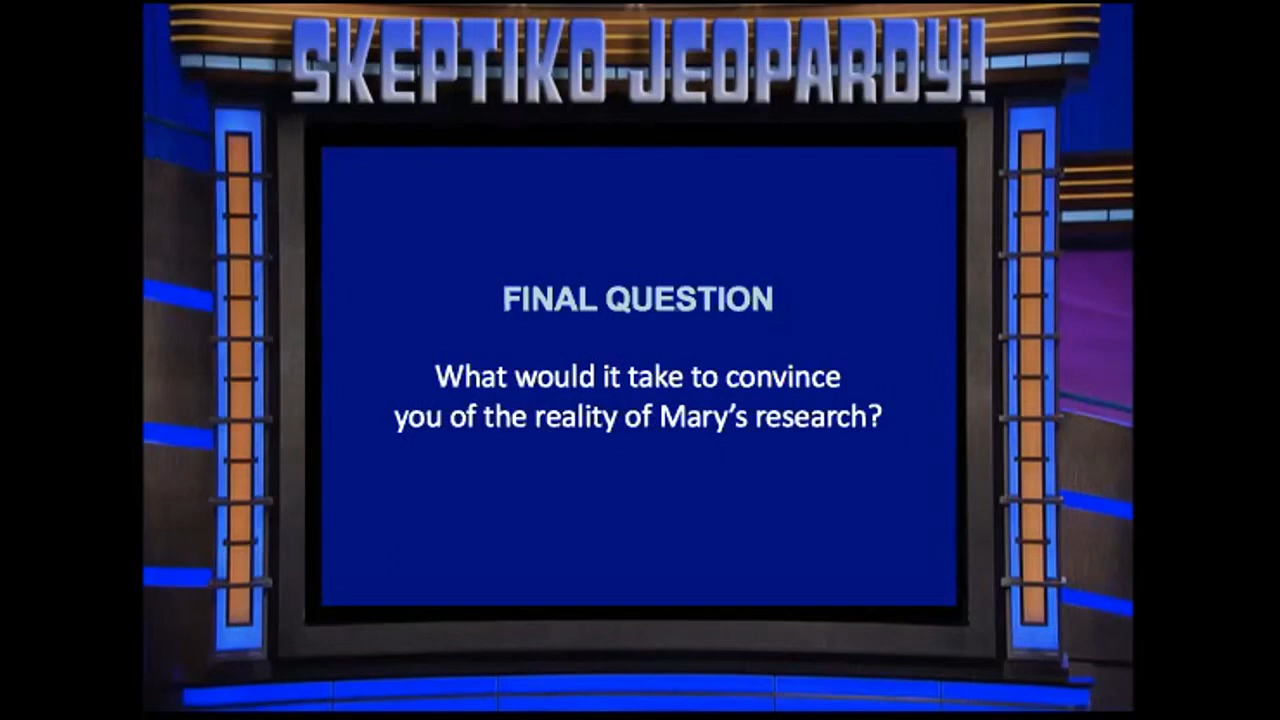 SKEPTIKO JEOPARDY!
FINAL QUESTION
What would it take to convince
you of the reality of Mary’s research?